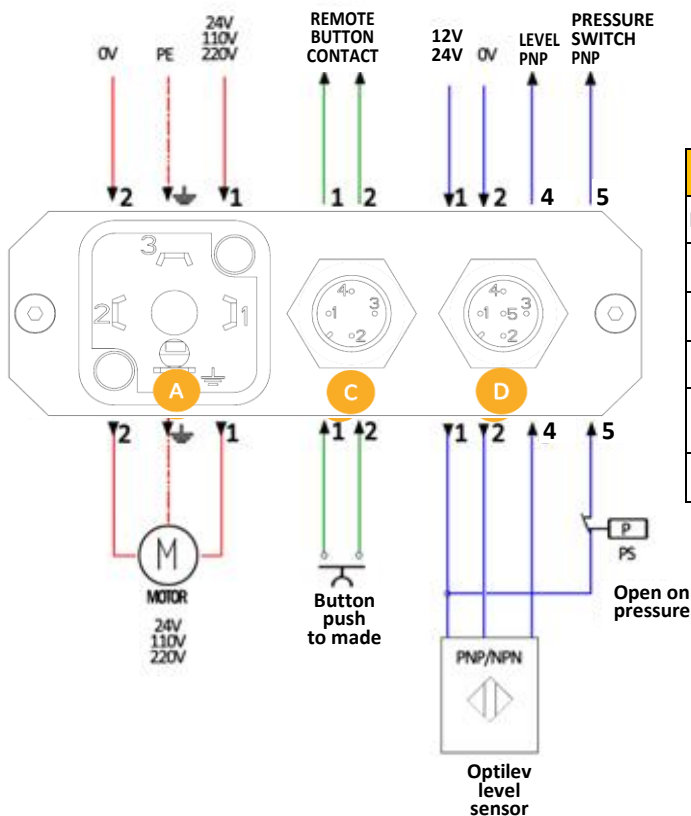 0V
PE
24V
110V
220V
REMOTE
BUTTON
CONTACT
12V
24V
0V
LEVEL
PNP
PRESSURE
SWITCH
PNP
2
1
1 2
1 2 4 5
3
2
1
4
1
3
2
4
1
5
3
2
A
C
D
2
1
1 2
1 2 4 5
M
MOTOR
24V
110V
220V
Button
push
to made
P
PS
Open on
pressure
PNP/NPN
Optilev
level
sensor